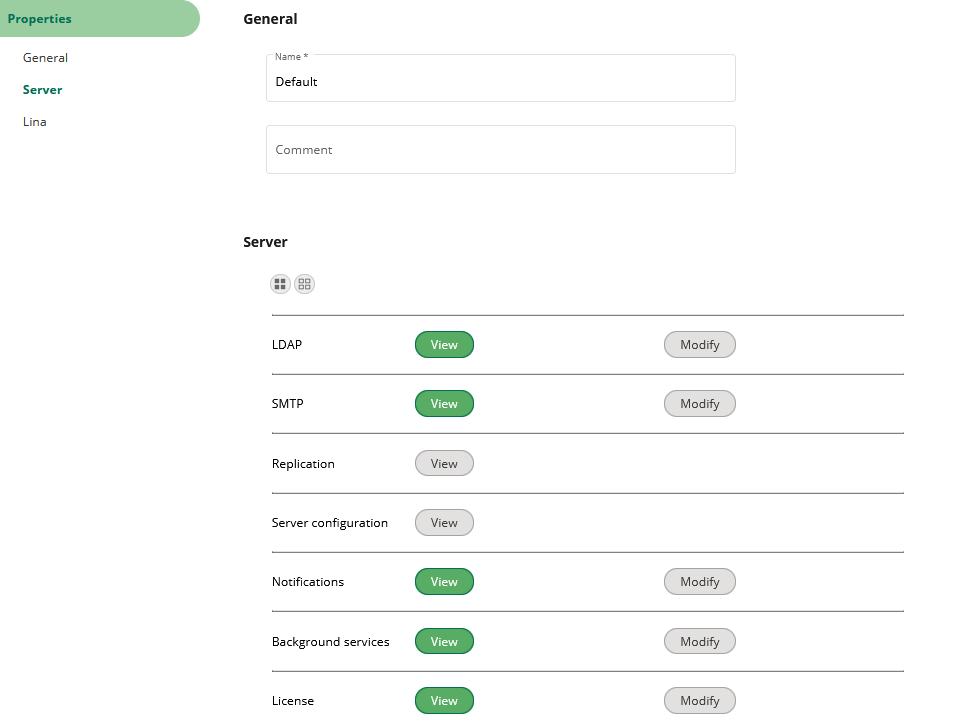 Properties
General
Server
Lina
General
Name *
Default
Comment
Server
LDAP View Modify
SMTP View Modify
Replication View
Server configuration View
Notifications View Modify
Background services View Modify
License View Modify